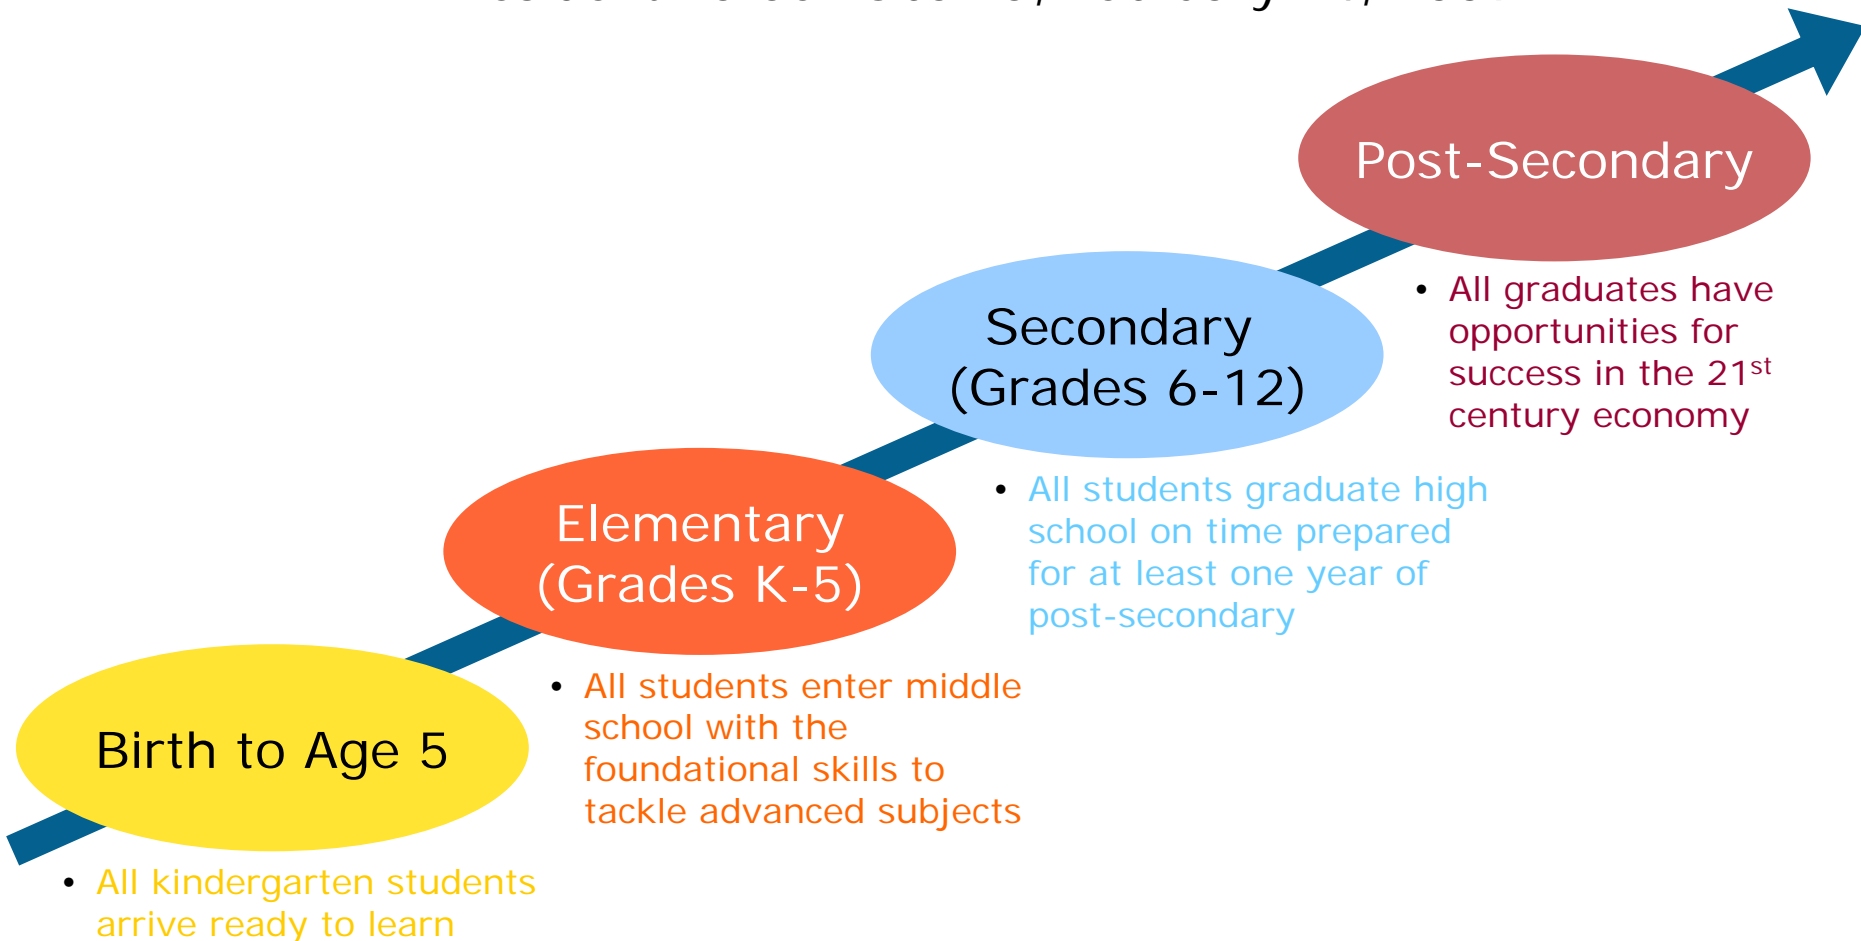 Post-Secondary
• All graduates have
opportunities for
success in the 21st
century economy
Secondary
(Grades 6-12)
• All students graduate high
school on time prepared
for at least one year of
post-secondary
Elementary
(Grades K-5)
• All students enter middle
school with the
foundational skills to
tackle advanced subjects
Birth to Age 5
• All kindergarten students
arrive ready to learn